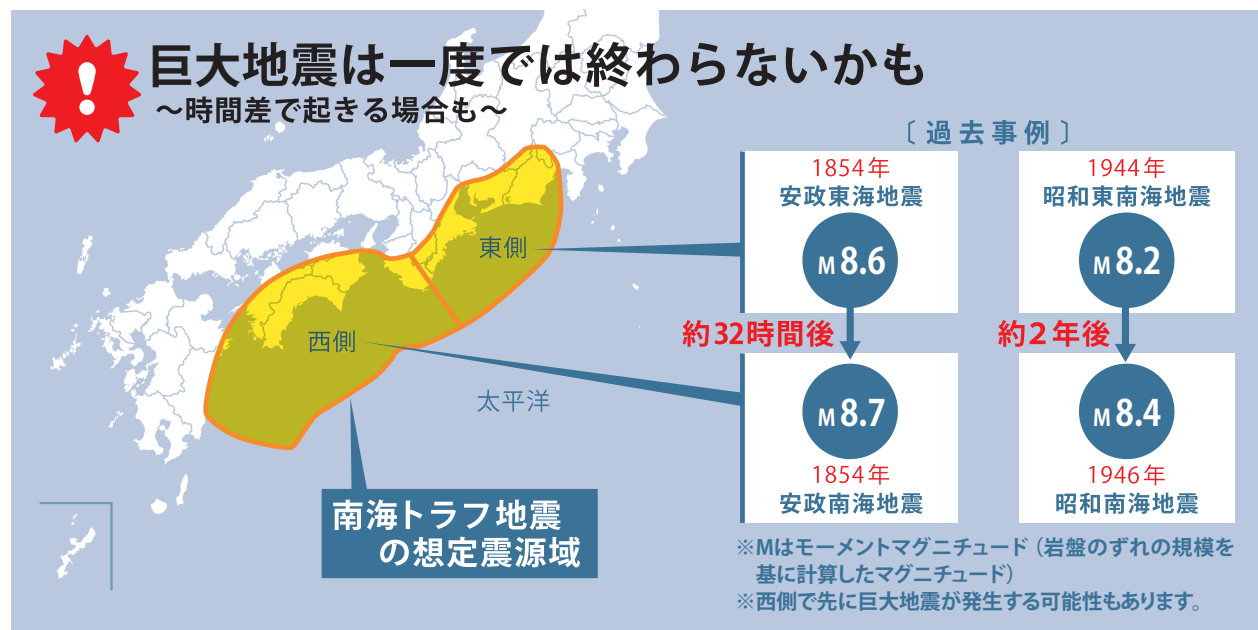 巨大地震は一度では終わらないかも
～時間差で起きる場合も～
〔過去事例〕
1854年
安政東海地震
M8.6
約32時間後
M8.7
1854年
安政南海地震
1944年
昭和東南海地震
M8.2
約2年後
M8.4
1946年
昭和南海地震
東側
西側
太平洋
南海トラフ地震
の想定震源域
※Mはモーメントマグニチュード（岩盤のずれの規模を
基に計算したマグニチュード）
※西側で先に巨大地震が発生する可能性もあります。